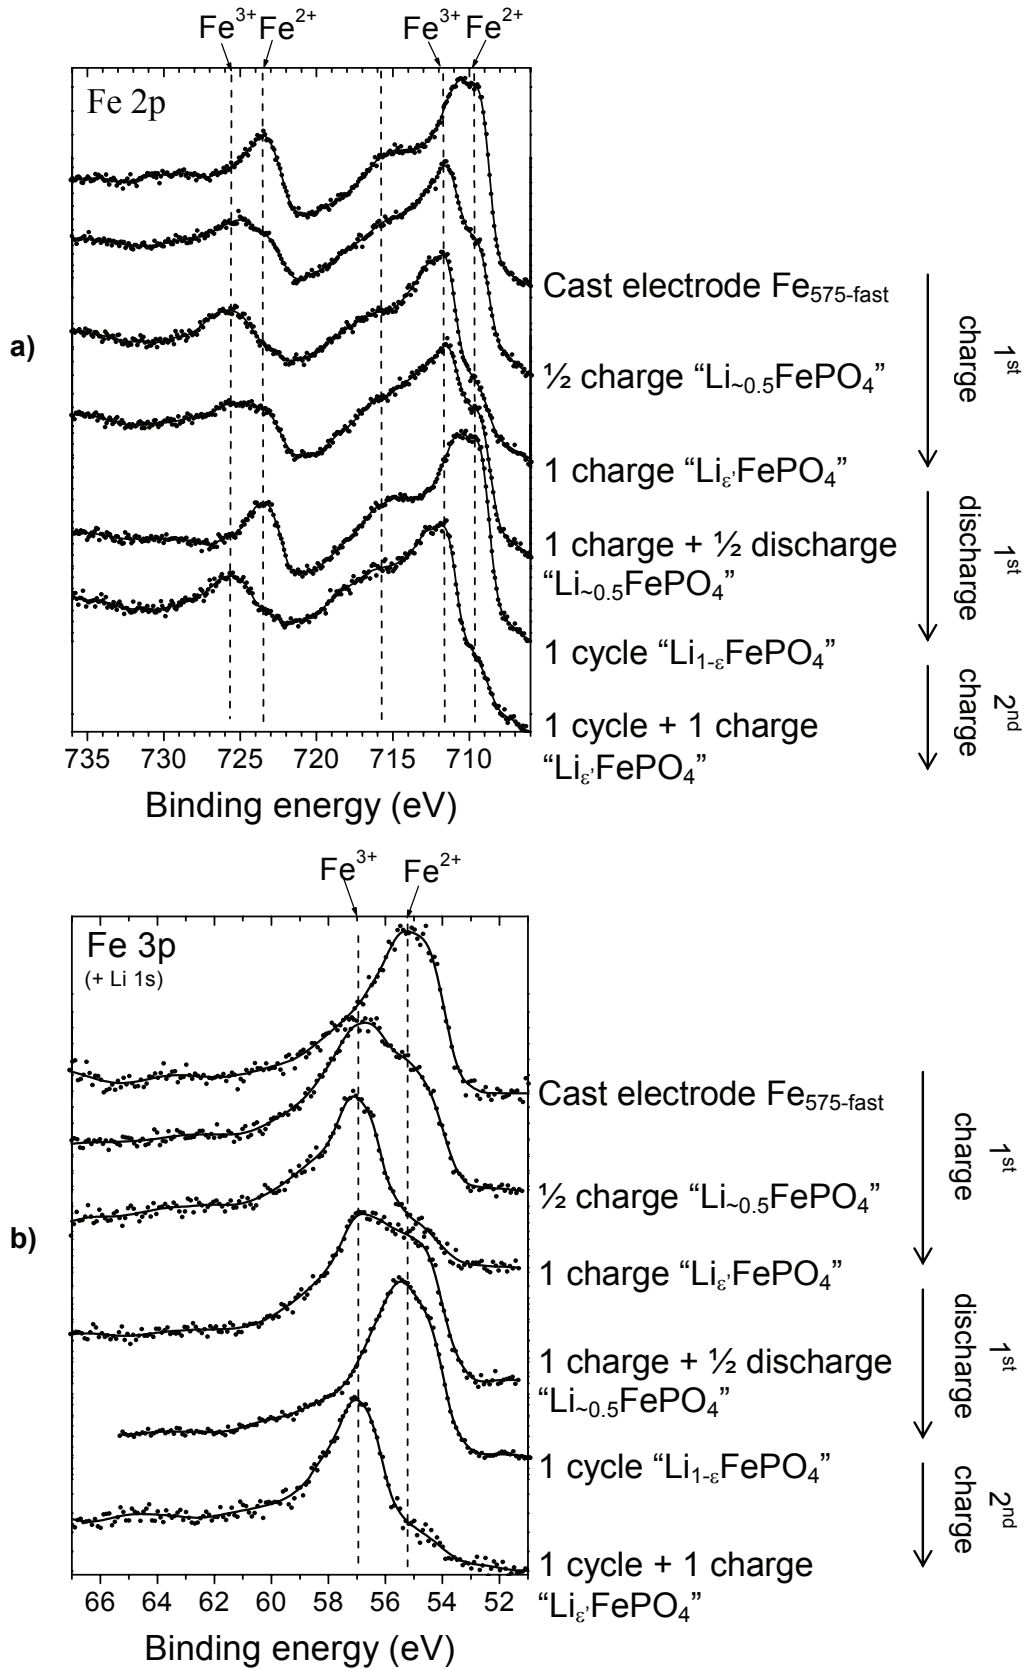 Fe³⁺ Fe²⁺ Fe³⁺ Fe²⁺
Fe 2p
a)
Cast electrode Fe₅₇₅₋fast
½ charge “Li~0.5FePO₄”
1 charge “Liε’FePO₄”
1 charge + ½ discharge
“Li~0.5FePO₄”
1 cycle “Li1-εFePO₄”
1 cycle + 1 charge
“Liε’FePO₄”
1st
charge
1st
discharge
2nd
charge
735 730 725 720 715 710
Binding energy (eV)
Fe³⁺ Fe²⁺
Fe 3p
(+ Li 1s)
b)
Cast electrode Fe₅₇₅₋fast
½ charge “Li~0.5FePO₄”
1 charge “Liε’FePO₄”
1 charge + ½ discharge
“Li~0.5FePO₄”
1 cycle “Li1-εFePO₄”
1 cycle + 1 charge
“Liε’FePO₄”
1st
charge
1st
discharge
2nd
charge
66 64 62 60 58 56 54 52
Binding energy (eV)